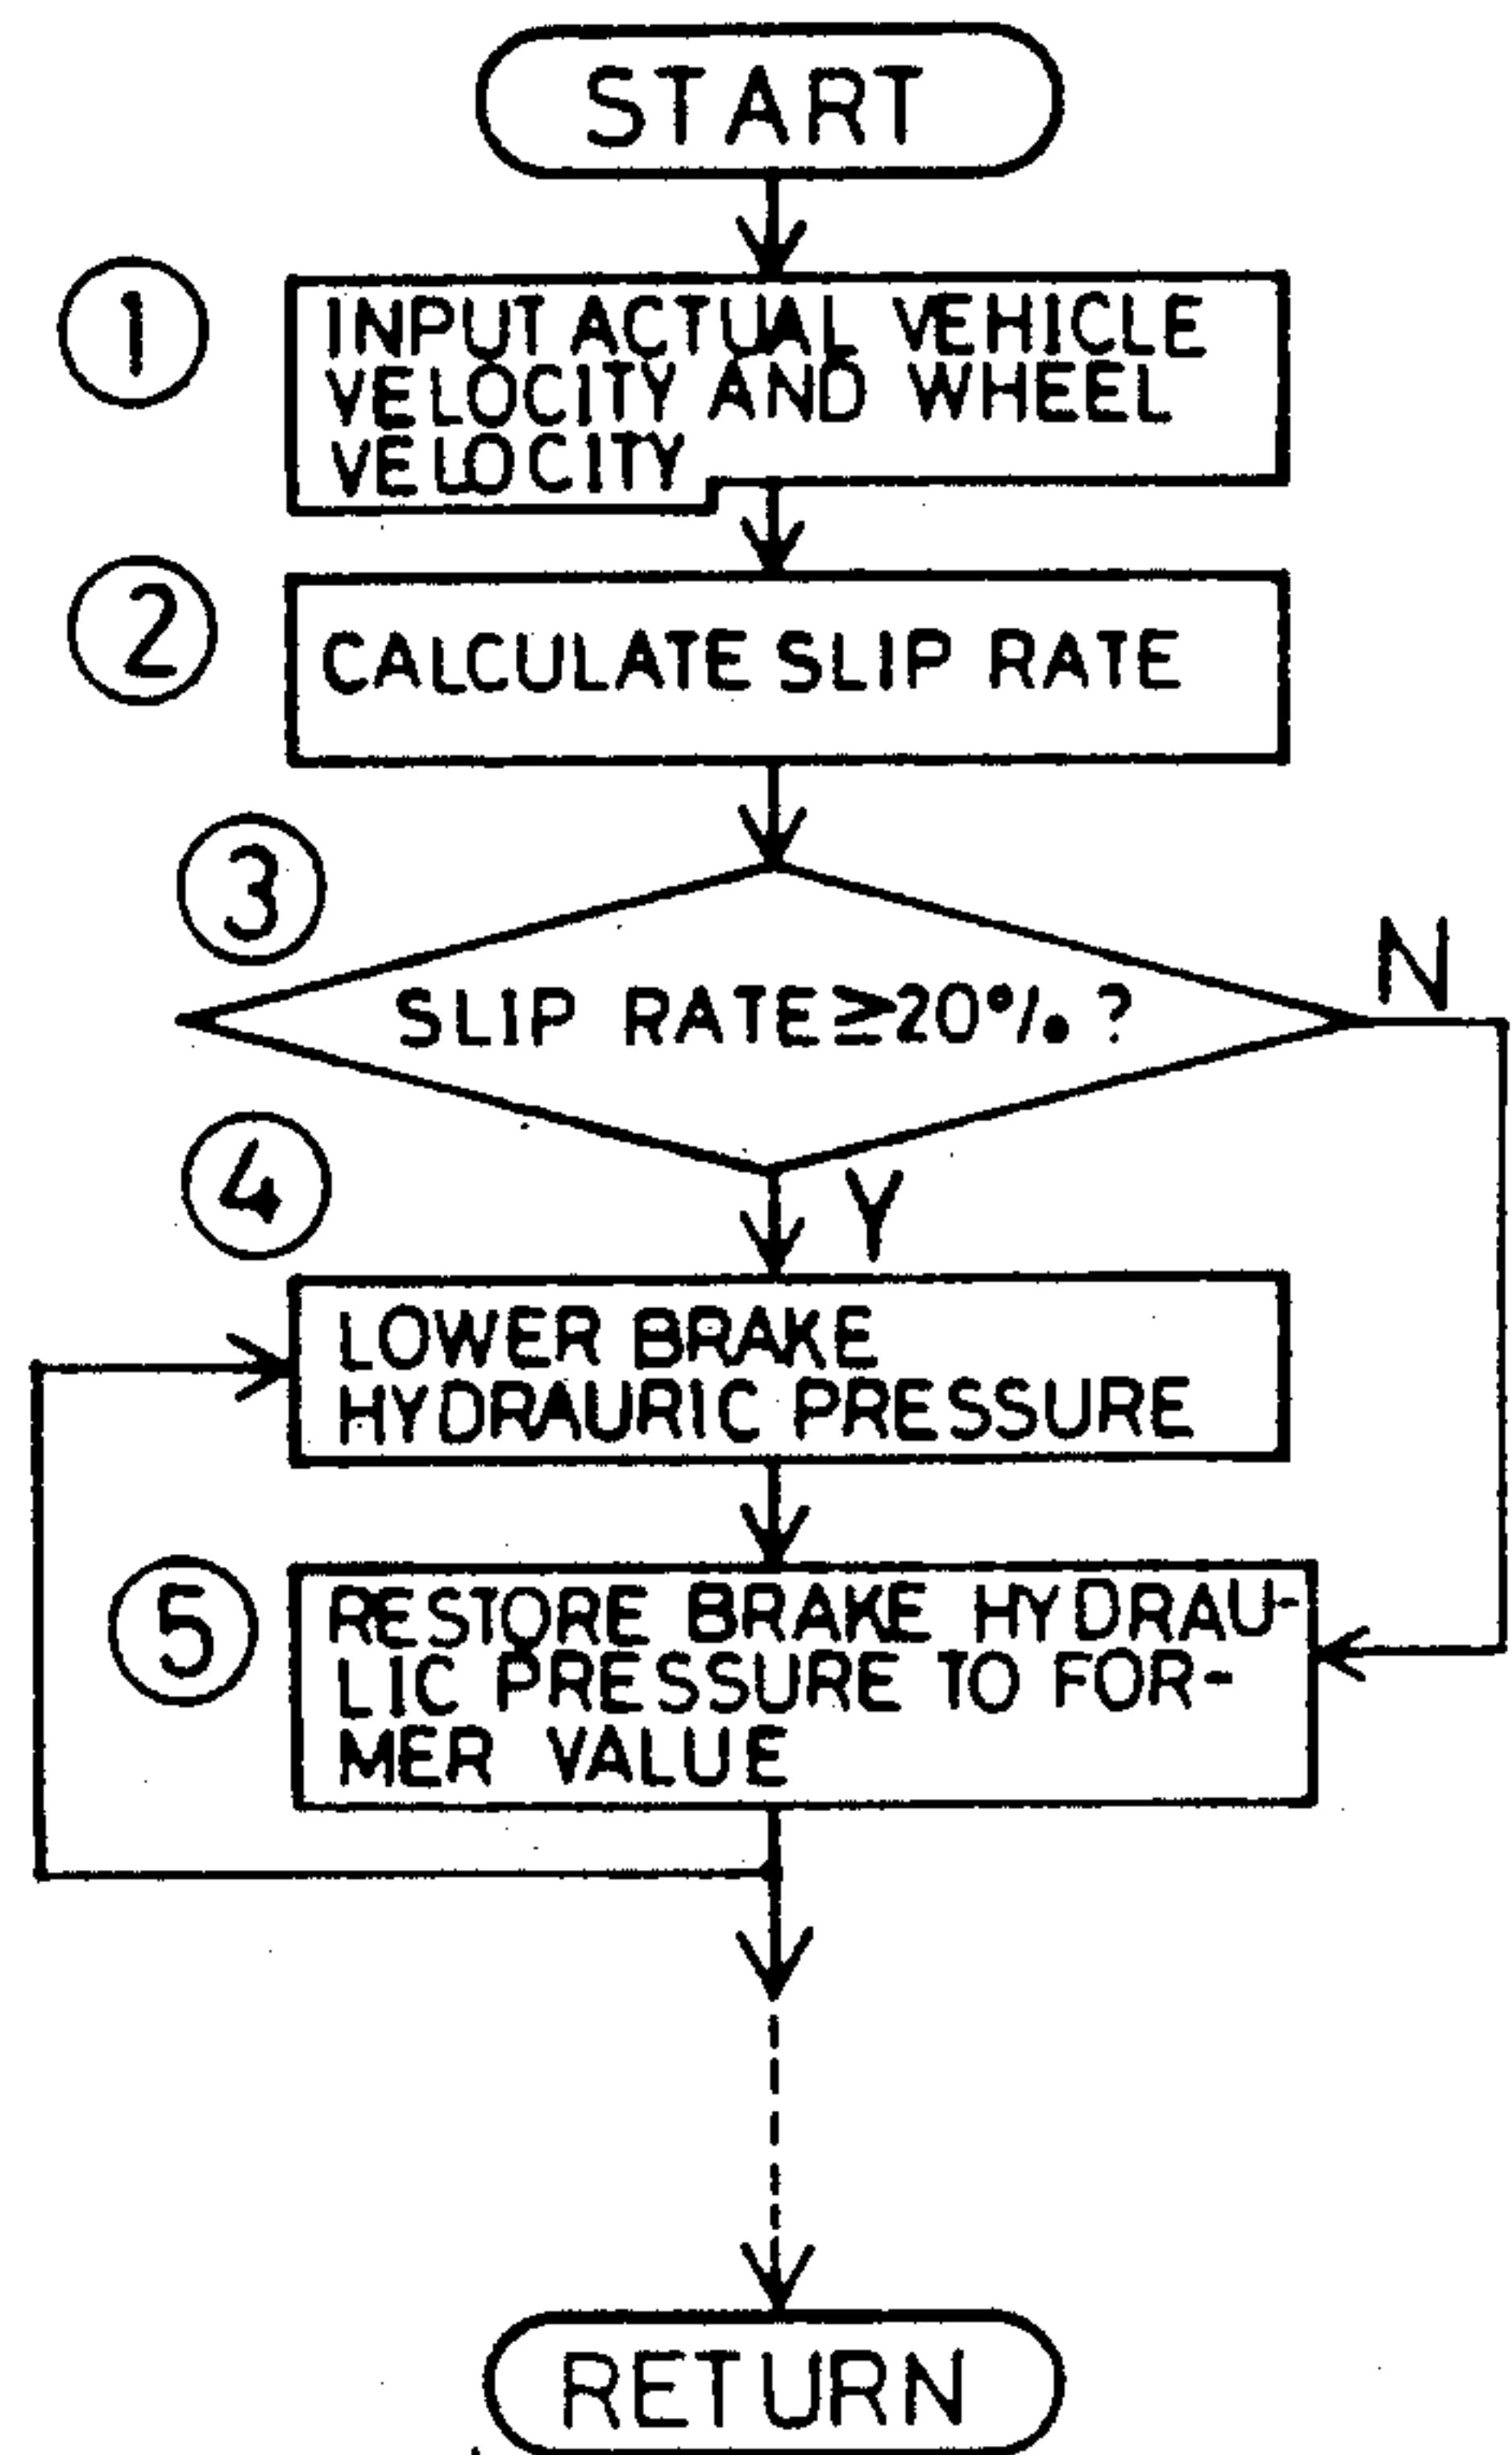 START
1
INPUT ACTUAL VEHICLE
VELOCITY AND WHEEL
VELOCITY
2
CALCULATE SLIP RATE
3
SLIP RATE≧20%?
N
4
Y
LOWER BRAKE
HYDRAURIC PRESSURE
5
RESTORE BRAKE HYDRAU-
LIC PRESSURE TO FOR-
MER VALUE
RETURN